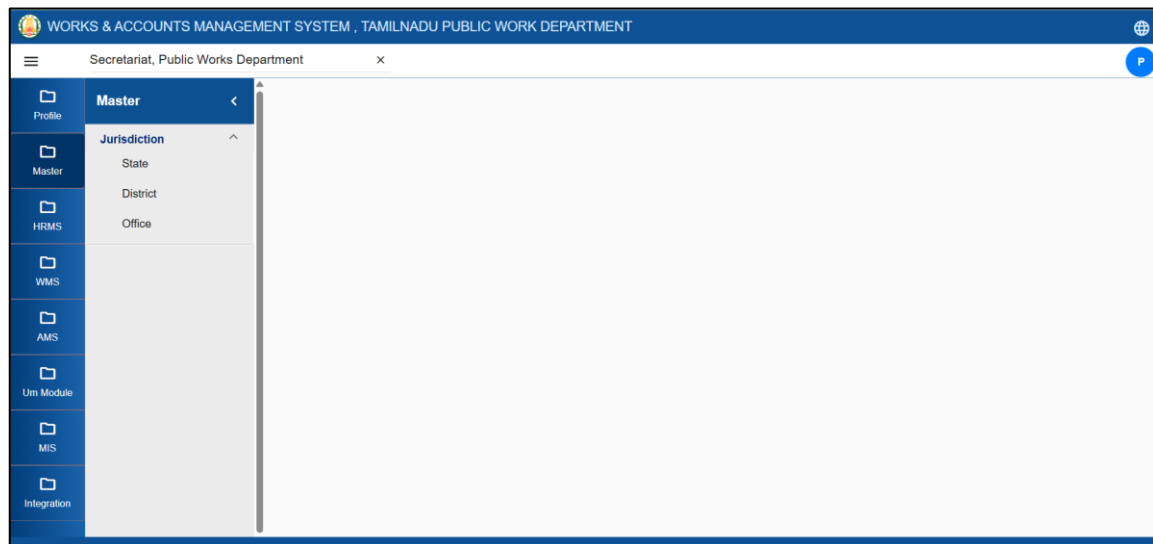 WORKS & ACCOUNTS MANAGEMENT SYSTEM , TAMILNADU PUBLIC WORK DEPARTMENT
Secretariat, Public Works Department
P
Profile
Master
HRMS
WMS
AMS
Um Module
MIS
Integration
Master
Jurisdiction
State
District
Office